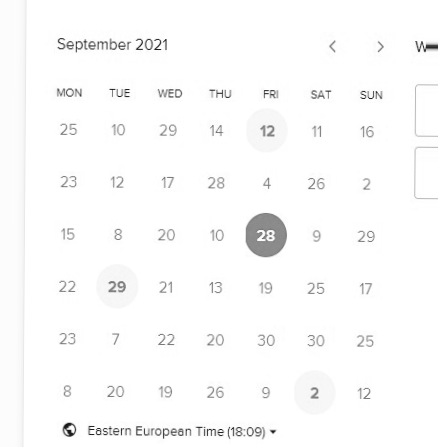 September 2021
MON TUE WED THU FRI SAT SUN
25 10 29 14 12 11 16
23 12 17 28 4 26 2
15 8 20 10 28 9 29
22 29 21 13 19 25 17
23 7 22 20 30 30 25
8 20 19 26 9 2 12
Eastern European Time (18:09)